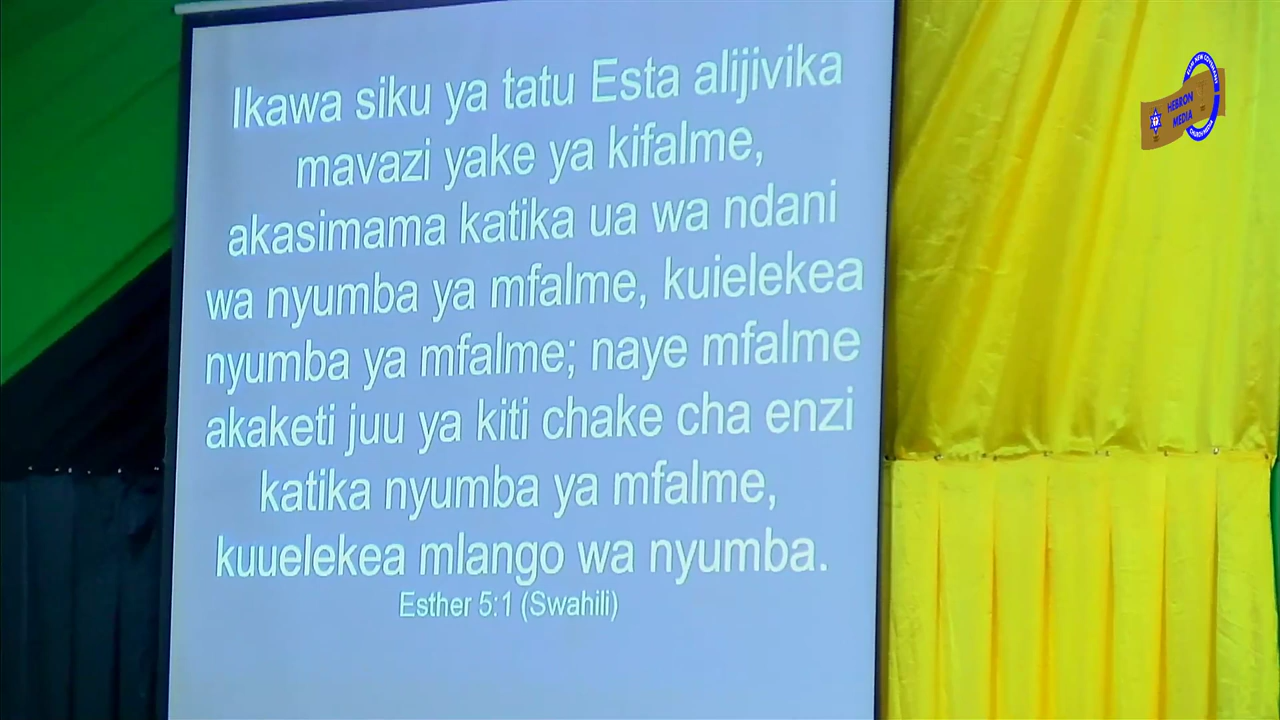 Ikawa siku ya tatu Esta alijivika
mavazi yake ya kifalme,
akasimama katika ua wa ndani
wa nyumba ya mfalme, kuielekea
nyumba ya mfalme; naye mfalme
akaketi juu ya kiti chake cha enzi
katika nyumba ya mfalme,
kuuelekea mlango wa nyumba.
Esther 5:1 (Swahili)
HEBRON
MEDIA